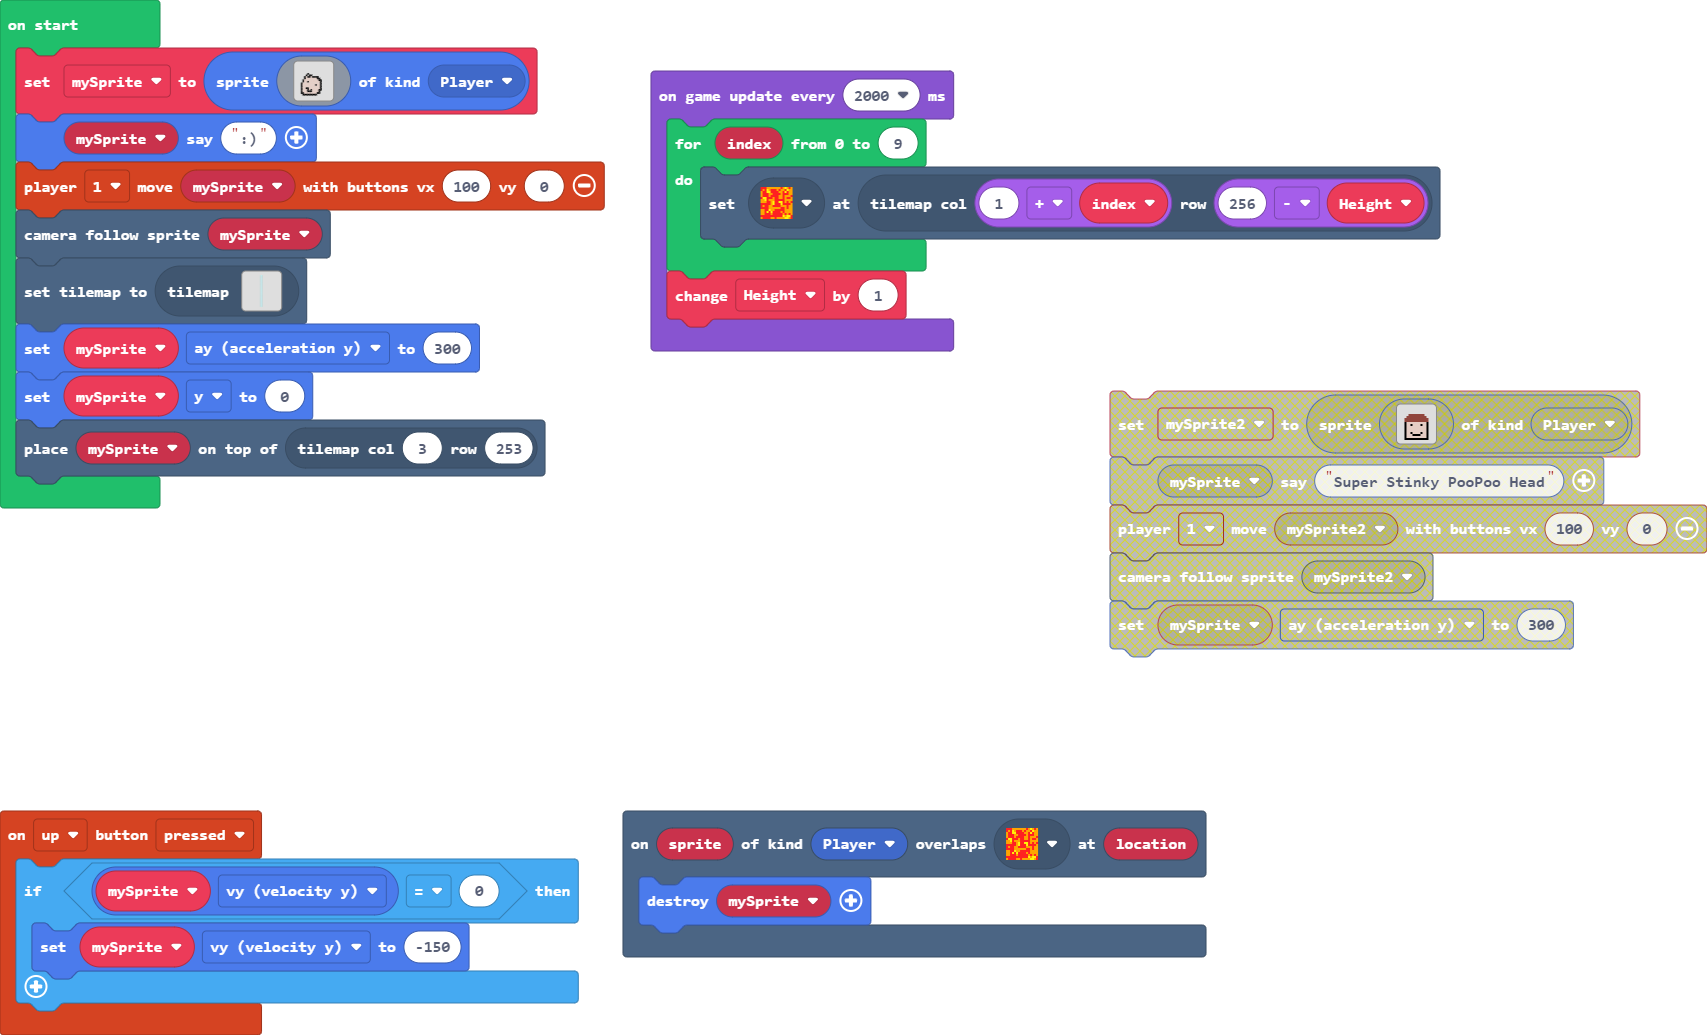 on start
set mySprite to sprite of kind Player
mySprite say ":)"
player 1 move mySprite with buttons vx 100 vy 0
camera follow sprite mySprite
set tilemap to tilemap
set mySprite ay (acceleration y) to 300
set mySprite y to 0
place mySprite on top of tilemap col 3 row 253
on game update every 2000 ms
for index from 0 to 9
do
set at tilemap col 1 + index row 256 - Height
change Height by 1
set mySprite2 to sprite of kind Player
mySprite say "Super Stinky PooPoo Head"
player 1 move mySprite2 with buttons vx 100 vy 0
camera follow sprite mySprite2
set mySprite ay (acceleration y) to 300
on up button pressed
if mySprite vy (velocity y) = 0 then
set mySprite vy (velocity y) to -150
on sprite of kind Player overlaps at location
destroy mySprite